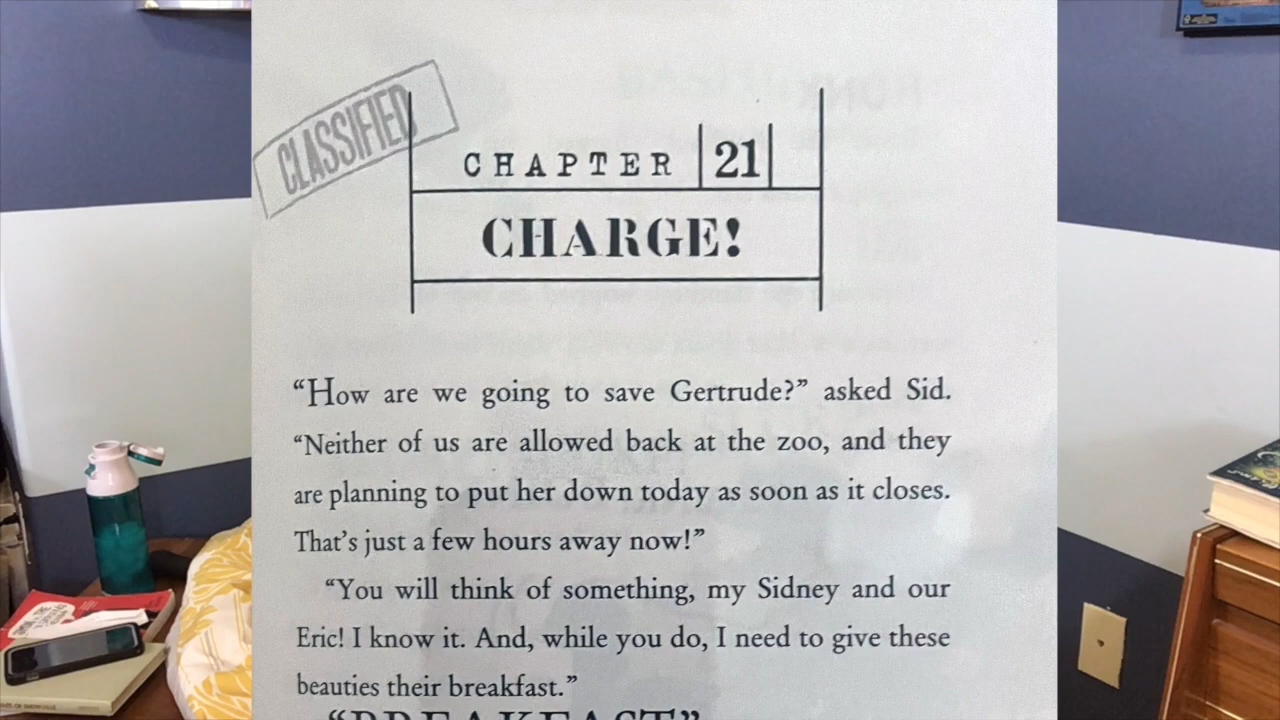 CLASSIFIED
CHAPTER 21
CHARGE!
“How are we going to save Gertrude?” asked Sid.
“Neither of us are allowed back at the zoo, and they
are planning to put her down today as soon as it closes.
That’s just a few hours away now!”
“You will think of something, my Sidney and our
Eric! I know it. And, while you do, I need to give these
beauties their breakfast.”
“BREAKFAST”